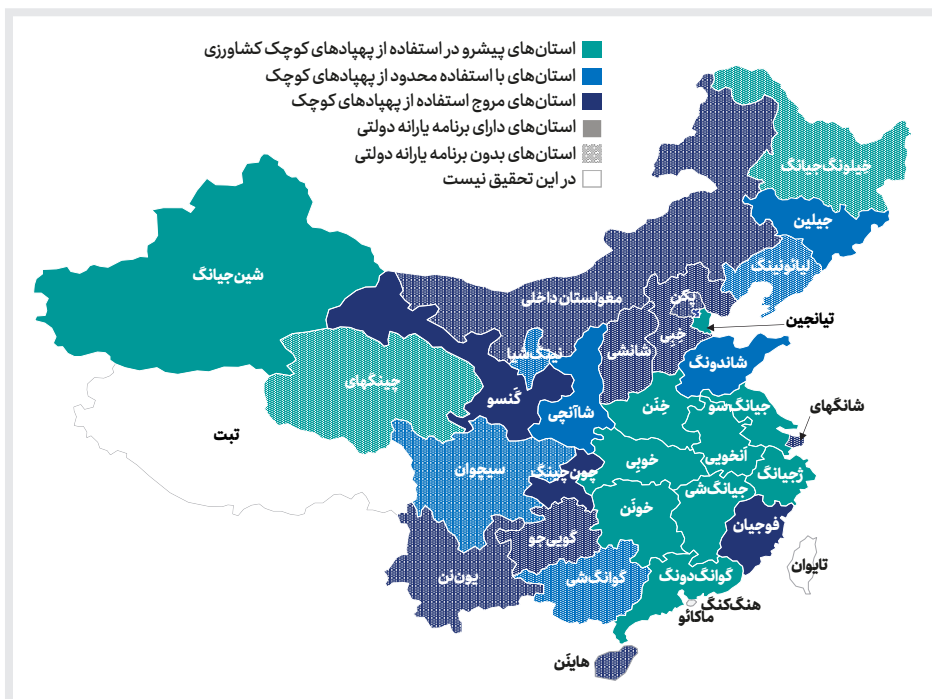 استان‌های پیشرو در استفاده از پهپادهای کوچک کشاورزی
استان‌های با استفاده محدود از پهپادهای کوچک
استان‌های مروج استفاده از پهپادهای کوچک
استان‌های دارای برنامه یارانه دولتی
استان‌های بدون برنامه یارانه دولتی
در این تحقیق نیست
خِیلونگ‌جیانگ
جیلین
لیائونینگ
شین‌جیانگ
مغولستان داخلی
پکن
تیانجین
خبِی
شانشی
نینگ‌شیا
شاندونگ
چینگهای
گَنسو
شاآنچی
خِنَن
جیانگ‌سو
شانگهای
تبت
سیچوان
چون‌چینگ
خوبِی
آنخویی
ژجیانگ
جیانگ‌شی
خونَن
فوجیان
گویی‌جو
یون‌نن
گوانگ‌شی
گوانگ‌دونگ
تایوان
هنگ‌کنگ
ماکائو
هاینَن